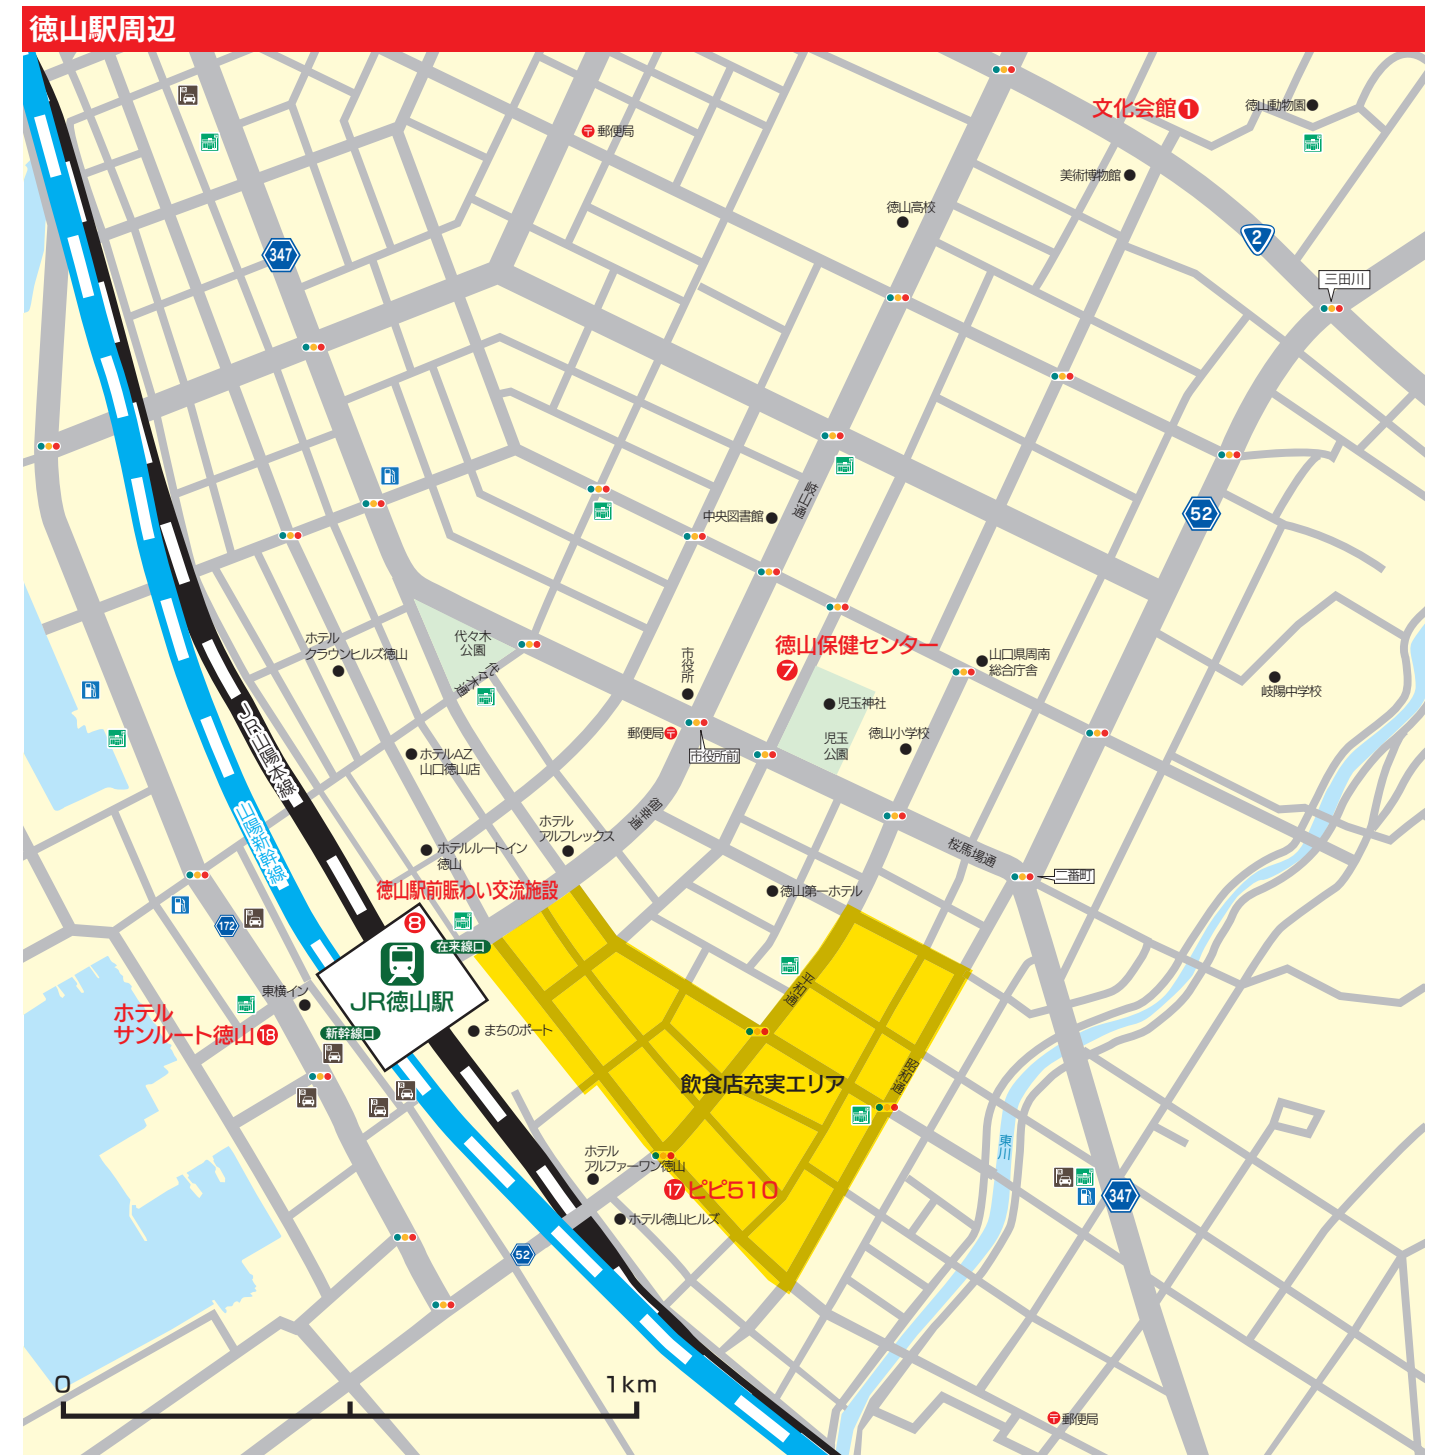 徳山駅周辺
文化会館1
徳山動物園
郵便局
美術博物館
徳山高校
2
347
三田川
岐山通
中央図書館
52
ホテル
クラウンヒルズ徳山
代々木
公園
代々木通
市役所
徳山保健センター
7
山口県周南
総合庁舎
岐陽中学校
児玉神社
児玉
公園
徳山小学校
郵便局
市役所前
JR山陽本線
ホテルAZ
山口徳山店
山陽新幹線
御幸通
ホテル
アルフレックス
ホテルルートイン
徳山
桜馬場通
二番町
徳山駅前賑わい交流施設
8
徳山第一ホテル
172
在来線口
JR徳山駅
平和通
東横イン
ホテル
サンルート徳山18
新幹線口
まちのポート
飲食店充実エリア
昭和通
東川
ホテル
アルファーワン徳山
17ピピ510
347
ホテル徳山ヒルズ
52
0
1km
郵便局